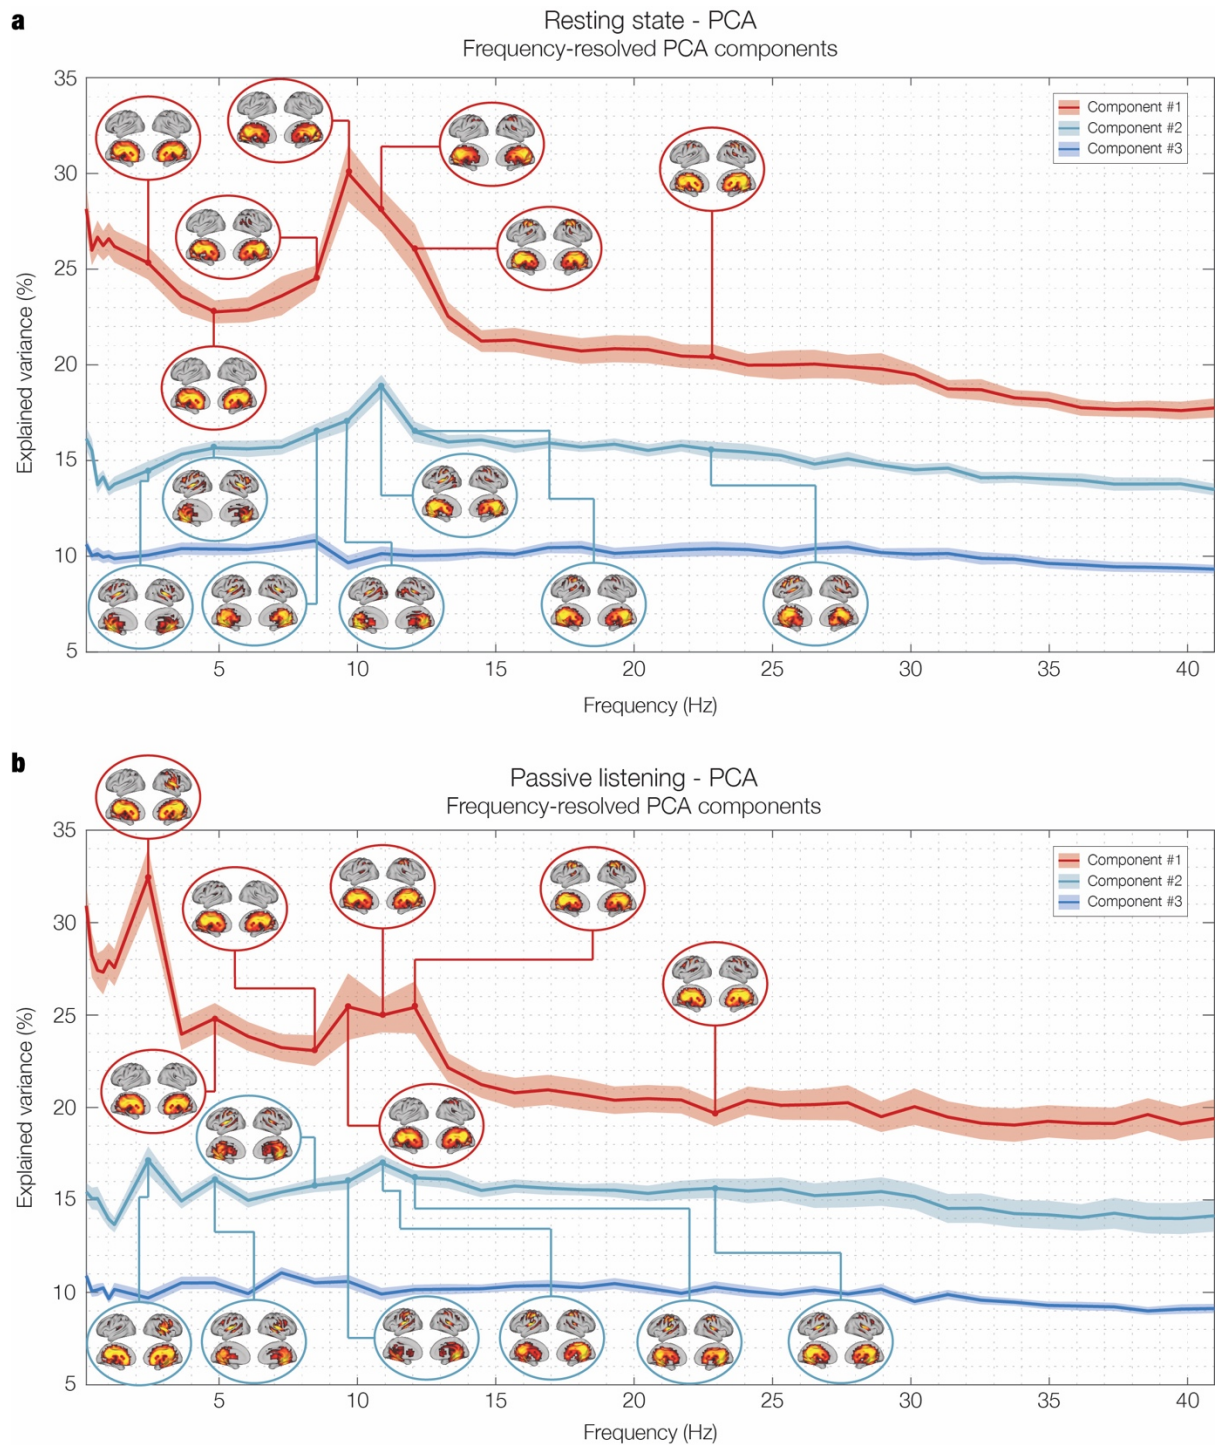 a
Resting state - PCA
Frequency-resolved PCA components
35
30
25
20
15
10
5
Explained variance (%)
Component #1
Component #2
Component #3
5
10
15
20
25
30
35
40
Frequency (Hz)
b
Passive listening - PCA
Frequency-resolved PCA components
35
30
25
20
15
10
5
Explained variance (%)
Component #1
Component #2
Component #3
5
10
15
20
25
30
35
40
Frequency (Hz)